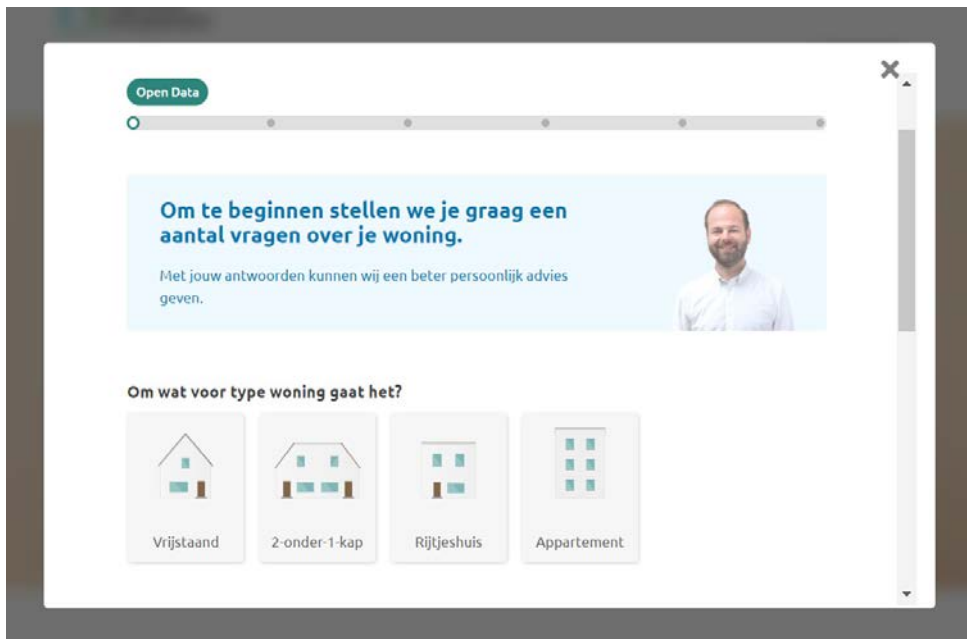 Open Data
Om te beginnen stellen we je graag een
aantal vragen over je woning.
Met jouw antwoorden kunnen wij een beter persoonlijk advies
geven.
Om wat voor type woning gaat het?
Vrijstaand
2-onder-1-kap
Rijtjeshuis
Appartement